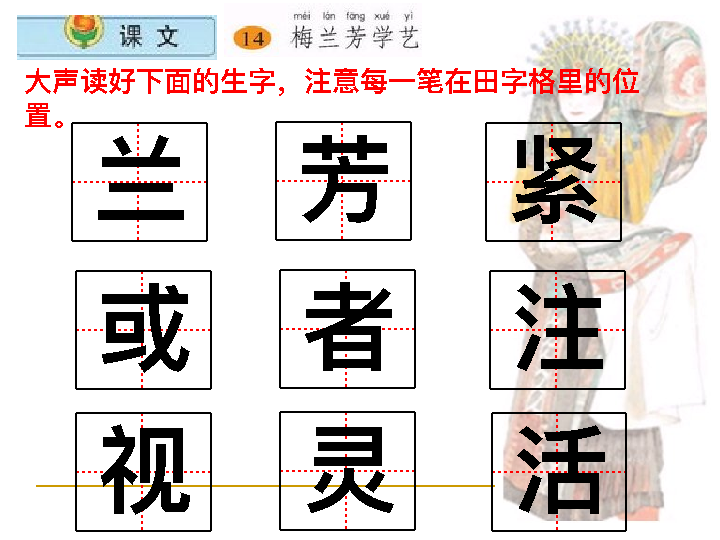 课文 14 méi lán fāng xué yì
梅兰芳学艺
大声读好下面的生字，注意每一笔在田字格里的位
置。
兰 芳 紧
或 者 注
视 灵 活